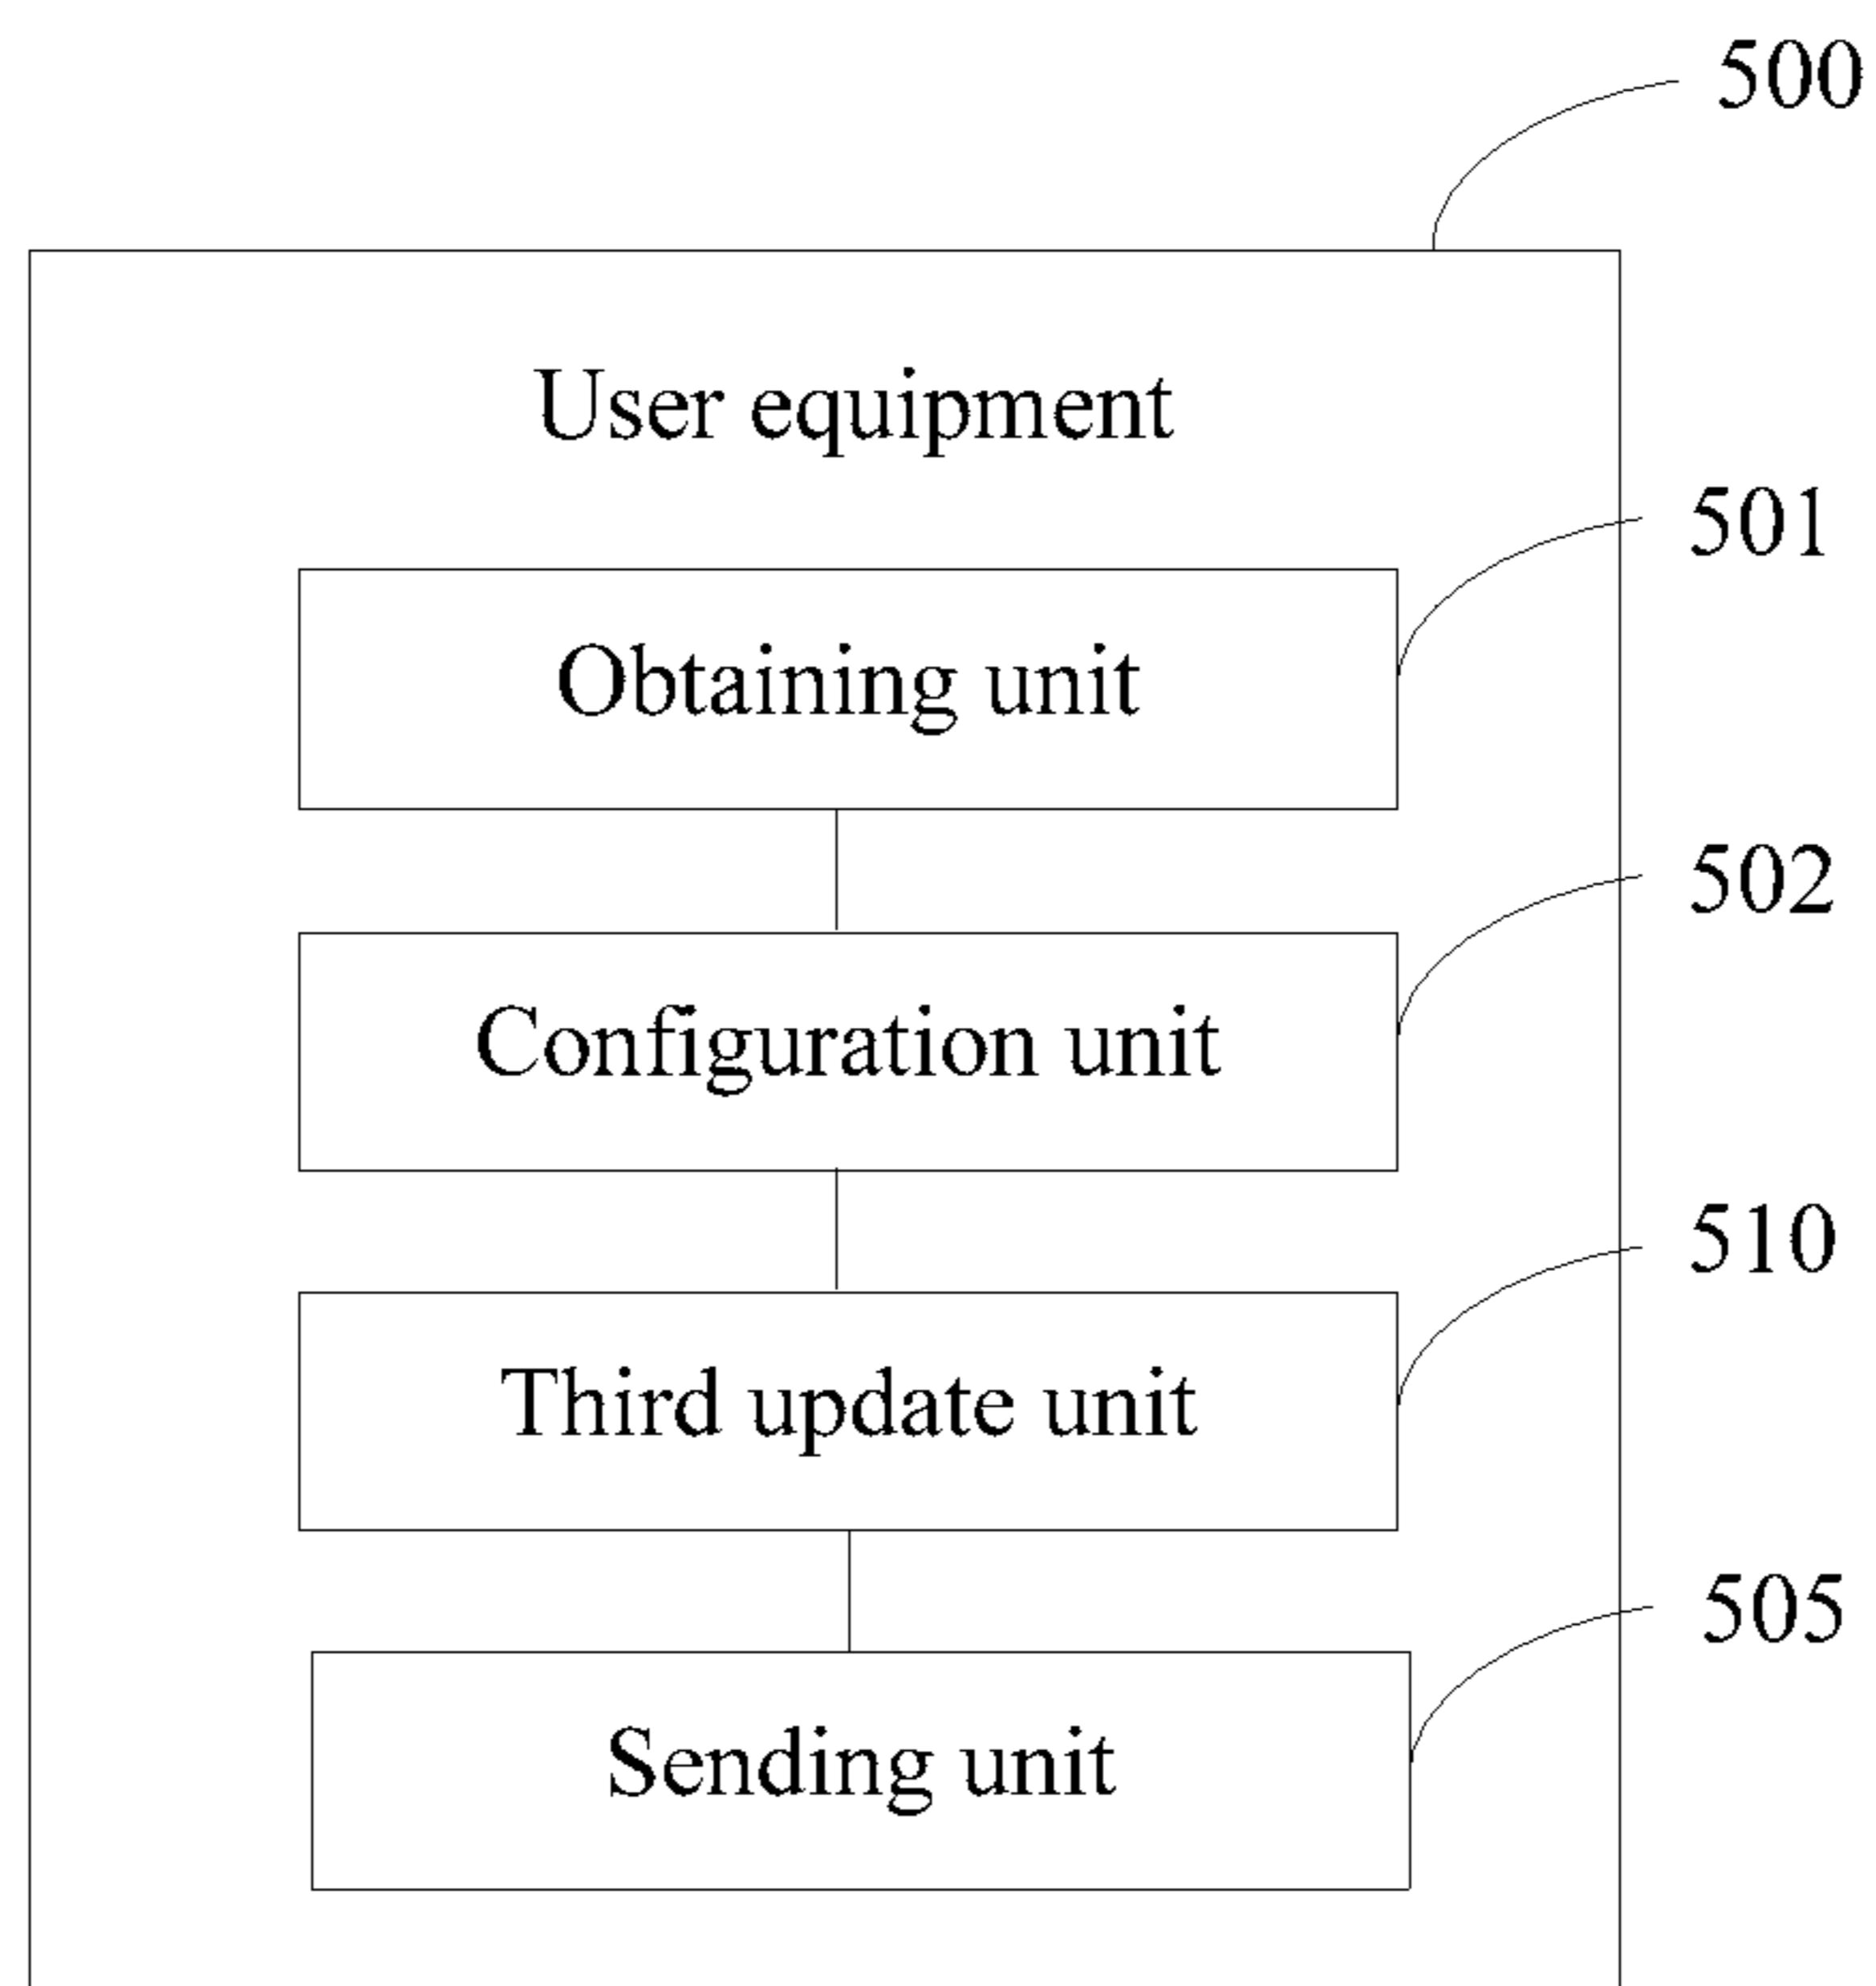 500
User equipment
501
Obtaining unit
502
Configuration unit
510
Third update unit
505
Sending unit